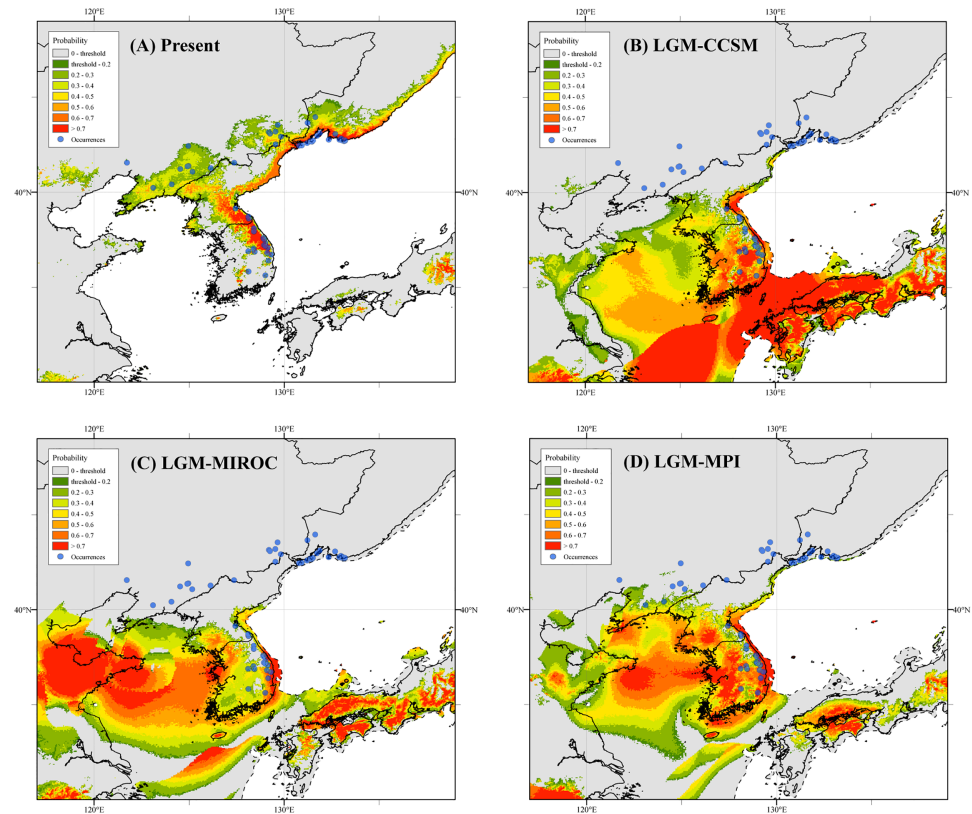 120°E
130°E
(A) Present
Probability
0 - threshold
threshold - 0.2
0.2 - 0.3
0.3 - 0.4
0.4 - 0.5
0.5 - 0.6
0.6 - 0.7
> 0.7
Occurrences
40°N
40°N
120°E
130°E
120°E
130°E
(B) LGM-CCSM
Probability
0 - threshold
threshold - 0.2
0.2 - 0.3
0.3 - 0.4
0.4 - 0.5
0.5 - 0.6
0.6 - 0.7
> 0.7
Occurrences
40°N
120°E
130°E
120°E
130°E
(C) LGM-MIROC
Probability
0 - threshold
threshold - 0.2
0.2 - 0.3
0.3 - 0.4
0.4 - 0.5
0.5 - 0.6
0.6 - 0.7
> 0.7
Occurrences
40°N
40°N
120°E
130°E
120°E
130°E
(D) LGM-MPI
Probability
0 - threshold
threshold - 0.2
0.2 - 0.3
0.3 - 0.4
0.4 - 0.5
0.5 - 0.6
0.6 - 0.7
> 0.7
Occurrences
40°N
120°E
130°E